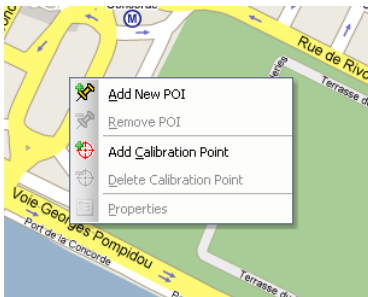 Concorde
M
Rue de Rivo
Terrasse d
Add New POI
Remove POI
Add Calibration Point
Delete Calibration Point
Properties
Voie Georges Pompidou
Port de la Concorde
Terrasse du